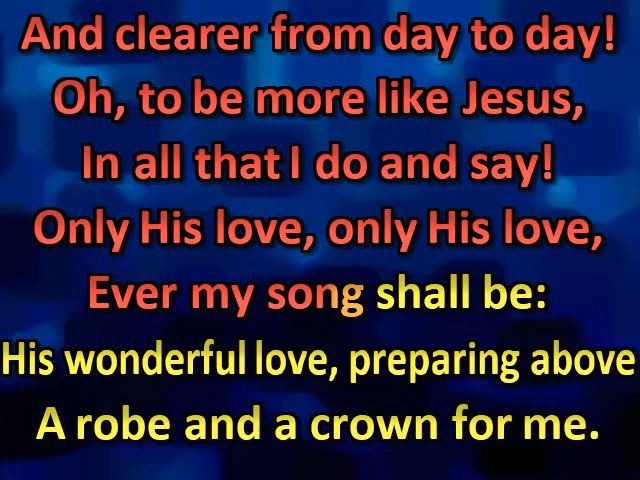 And clearer from day to day!
Oh, to be more like Jesus,
In all that I do and say!
Only His love, only His love,
Ever my song shall be:
His wonderful love, preparing above
A robe and a crown for me.